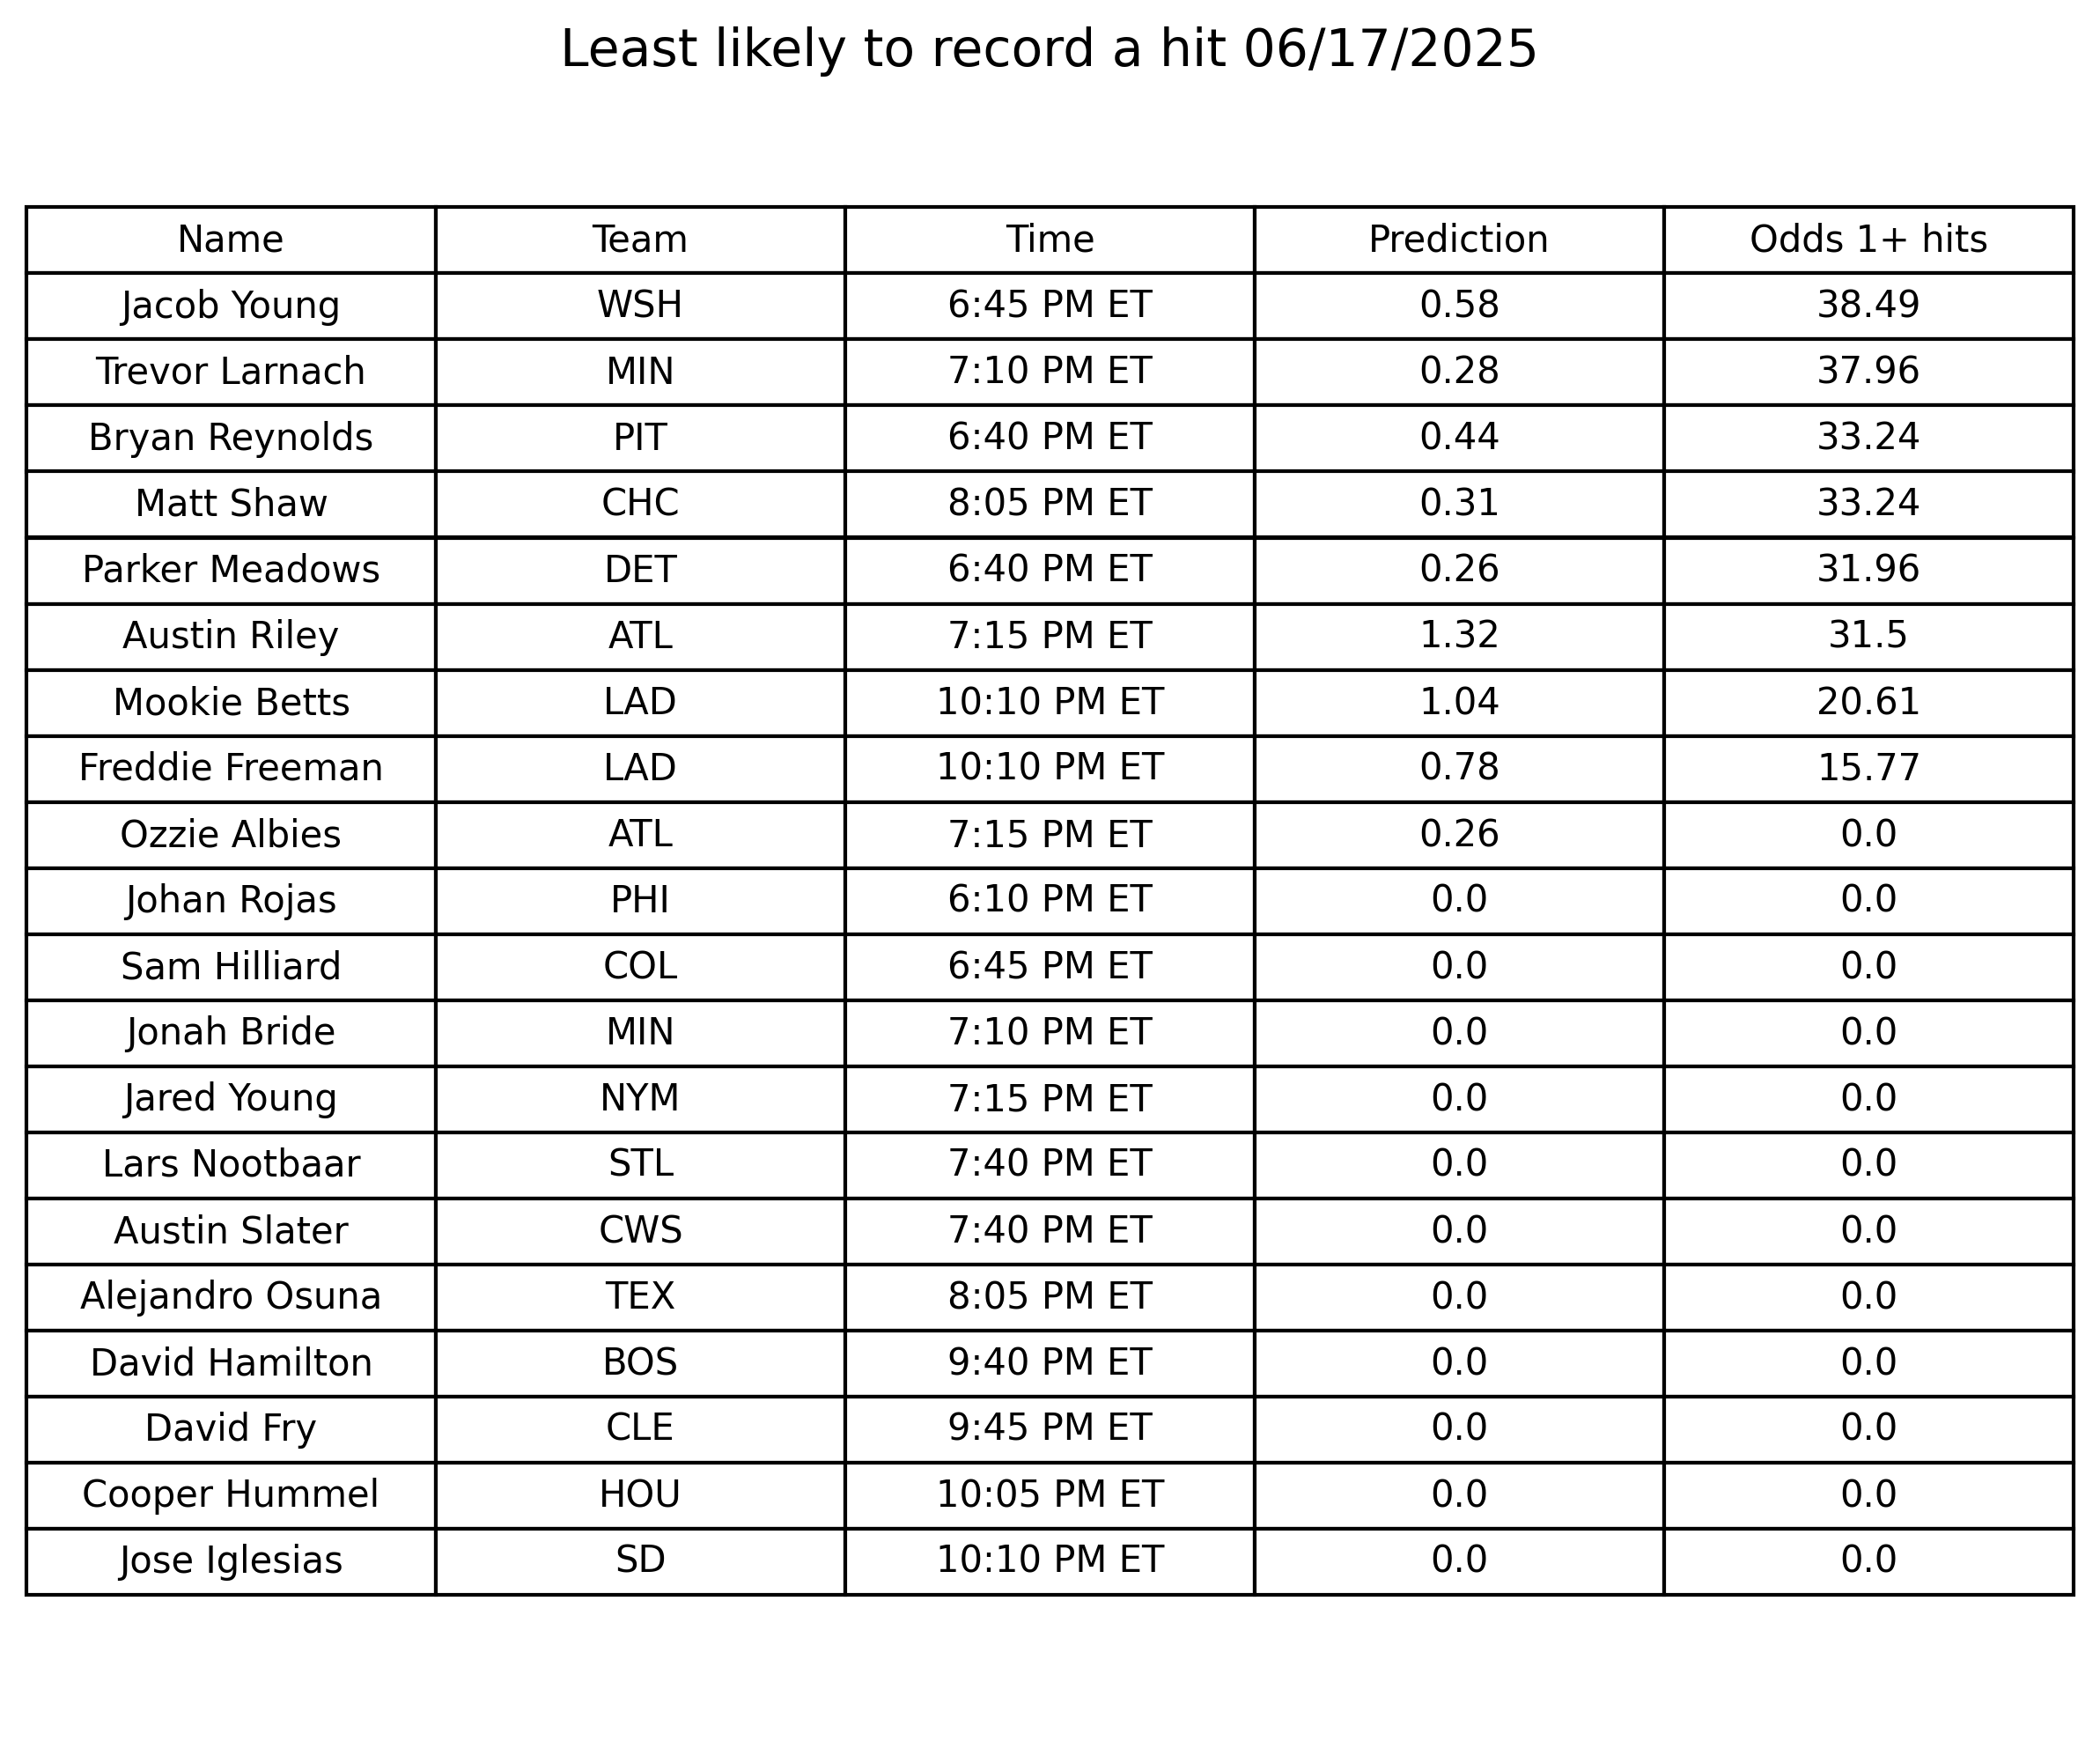 Least likely to record a hit 06/17/2025
Name Team Time Prediction Odds 1+ hits
Jacob Young WSH 6:45 PM ET 0.58 38.49
Trevor Larnach MIN 7:10 PM ET 0.28 37.96
Bryan Reynolds PIT 6:40 PM ET 0.44 33.24
Matt Shaw CHC 8:05 PM ET 0.31 33.24
Parker Meadows DET 6:40 PM ET 0.26 31.96
Austin Riley ATL 7:15 PM ET 1.32 31.5
Mookie Betts LAD 10:10 PM ET 1.04 20.61
Freddie Freeman LAD 10:10 PM ET 0.78 15.77
Ozzie Albies ATL 7:15 PM ET 0.26 0.0
Johan Rojas PHI 6:10 PM ET 0.0 0.0
Sam Hilliard COL 6:45 PM ET 0.0 0.0
Jonah Bride MIN 7:10 PM ET 0.0 0.0
Jared Young NYM 7:15 PM ET 0.0 0.0
Lars Nootbaar STL 7:40 PM ET 0.0 0.0
Austin Slater CWS 7:40 PM ET 0.0 0.0
Alejandro Osuna TEX 8:05 PM ET 0.0 0.0
David Hamilton BOS 9:40 PM ET 0.0 0.0
David Fry CLE 9:45 PM ET 0.0 0.0
Cooper Hummel HOU 10:05 PM ET 0.0 0.0
Jose Iglesias SD 10:10 PM ET 0.0 0.0